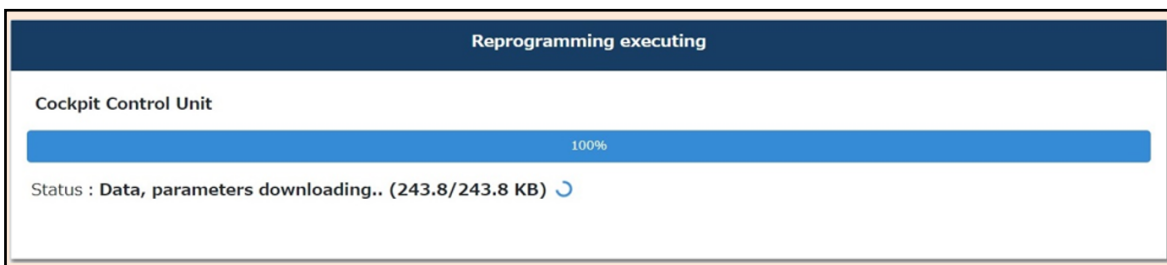 Reprogramming executing
Cockpit Control Unit
100%
Status : Data, parameters downloading.. (243.8/243.8 KB)